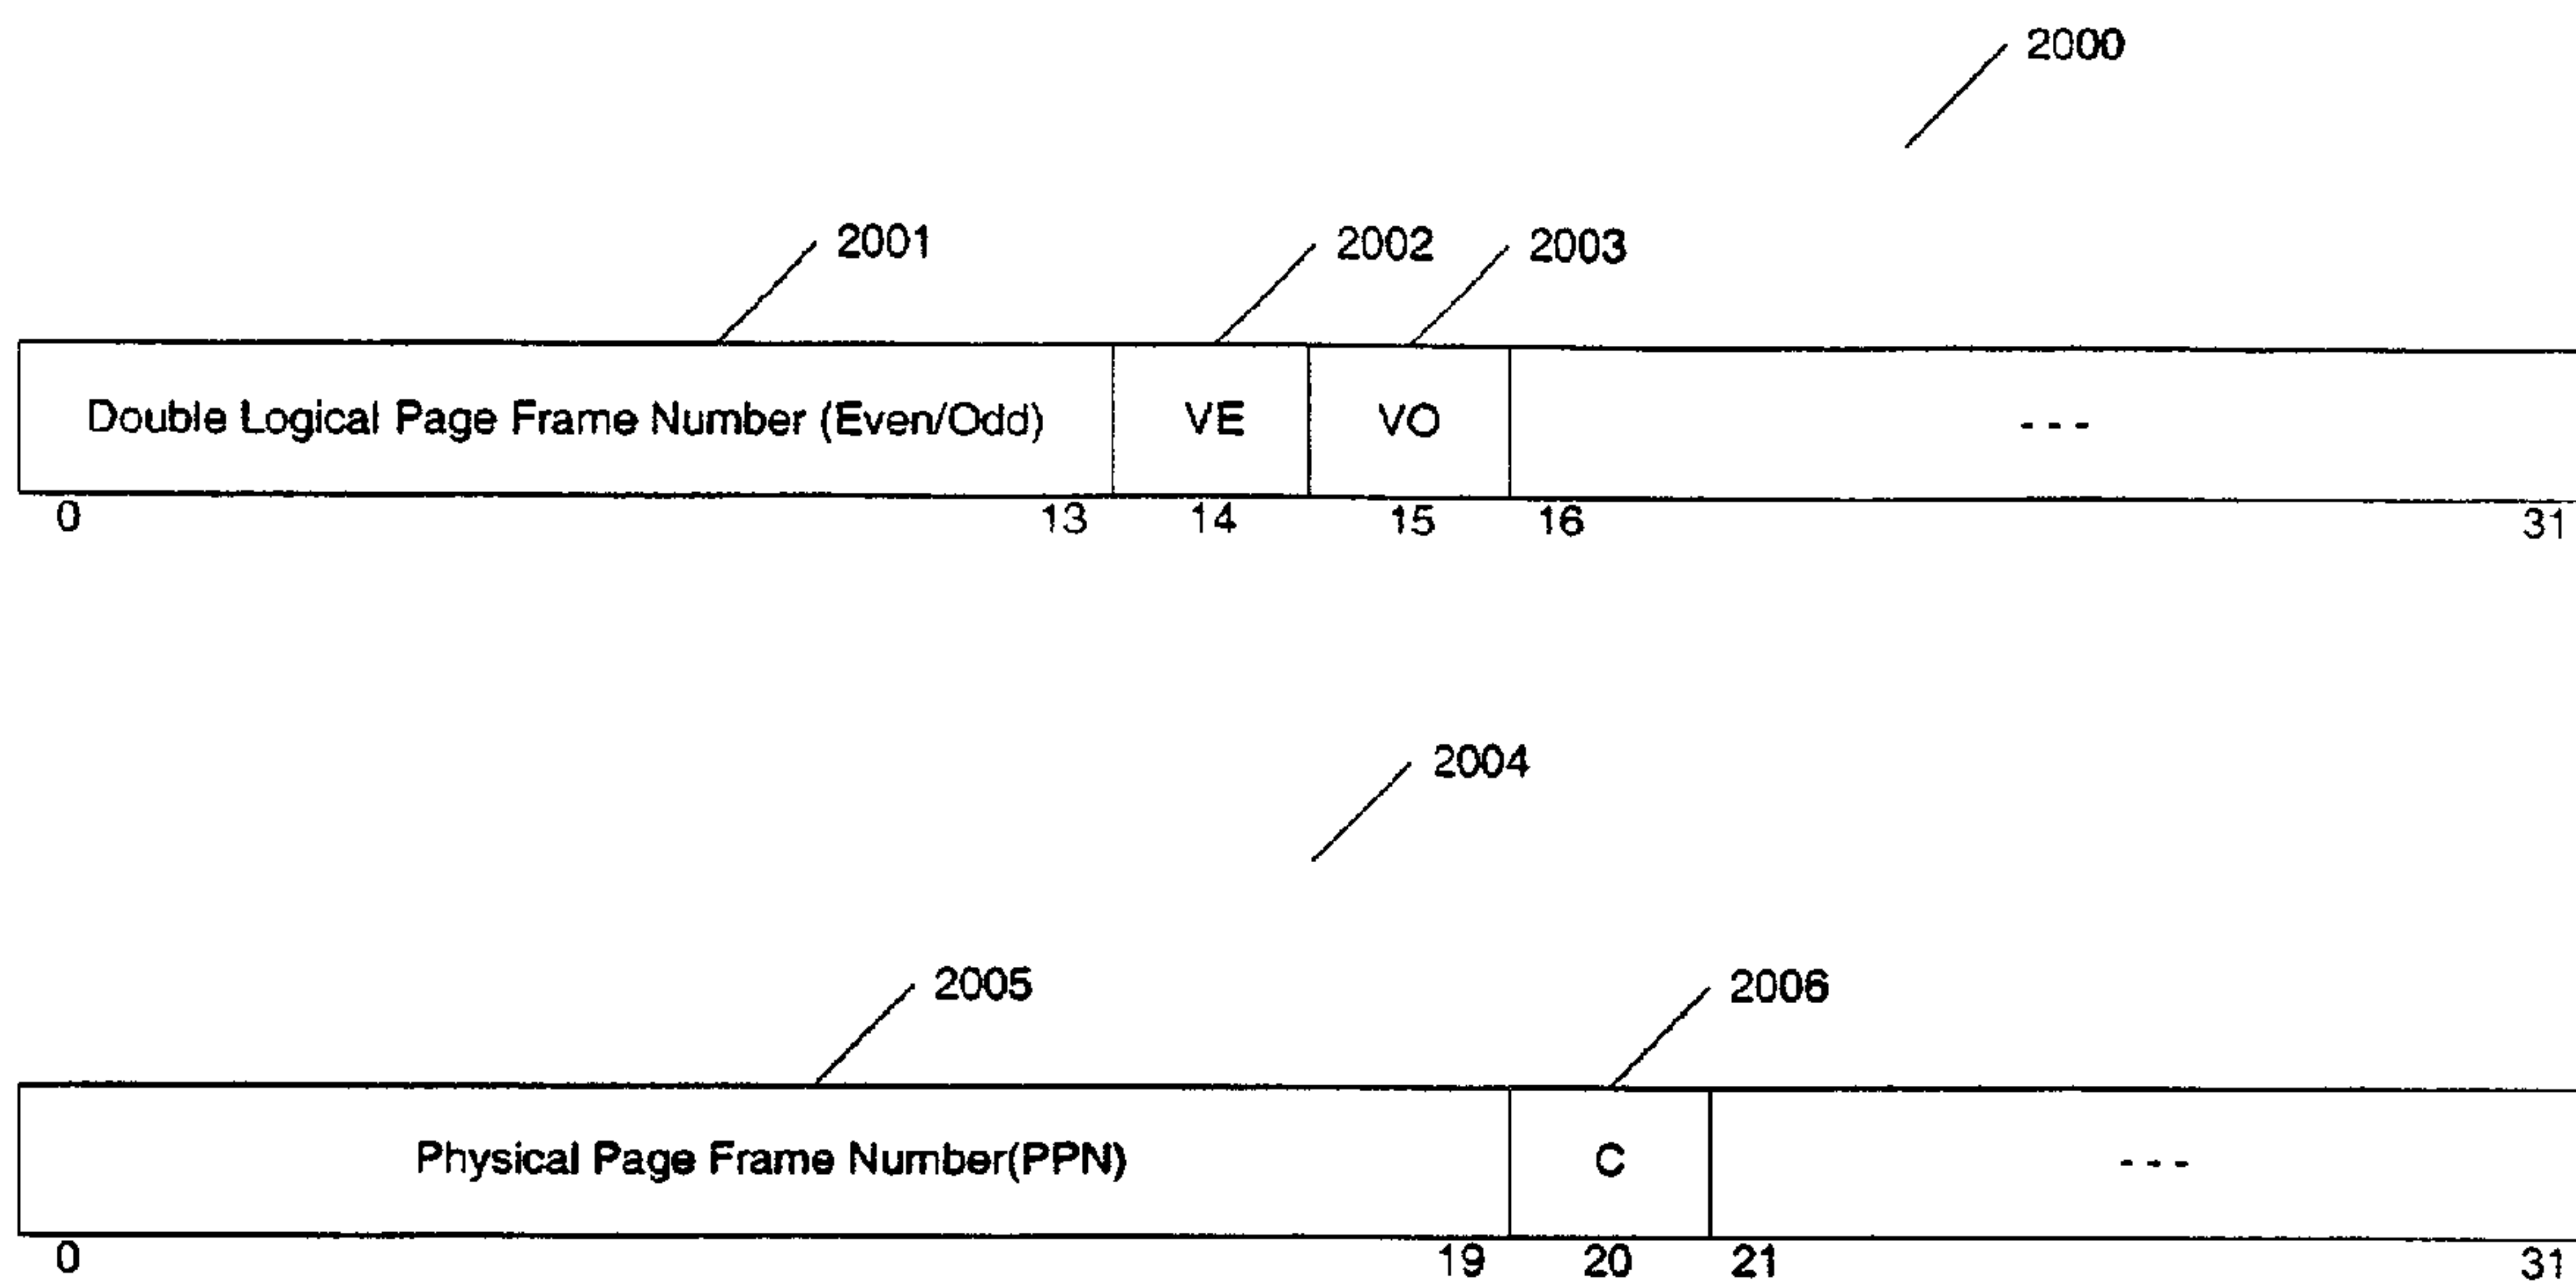 2000
2001 2002 2003
Double Logical Page Frame Number (Even/Odd) VE VO ---
0 13 14 15 16 31
2004
2005 2006
Physical Page Frame Number(PPN) C ---
0 19 20 21 31